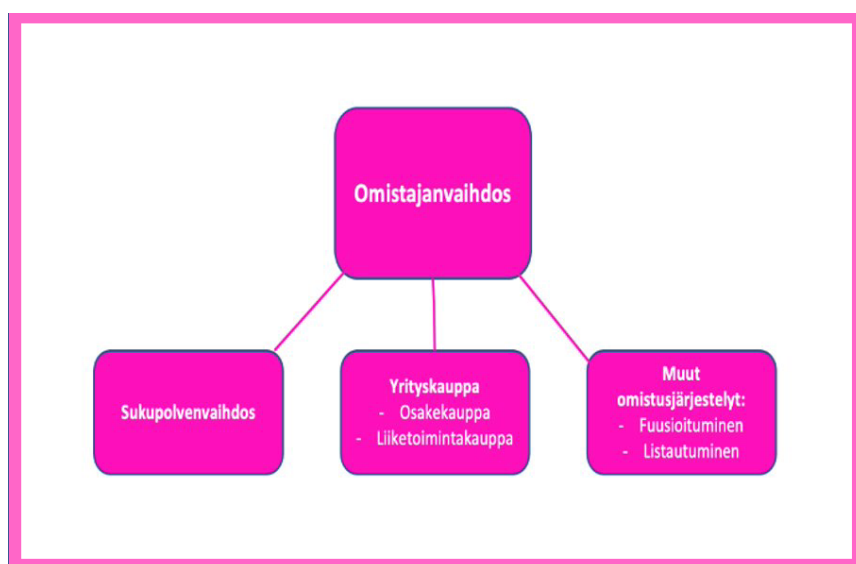 Omistajanvaihdos
Sukupolvenvaihdos
Yrityskauppa
- Osakekauppa
- Liiketoimintakauppa
Muut
omistusjärjestelyt:
- Fuusioituminen
- Listautuminen